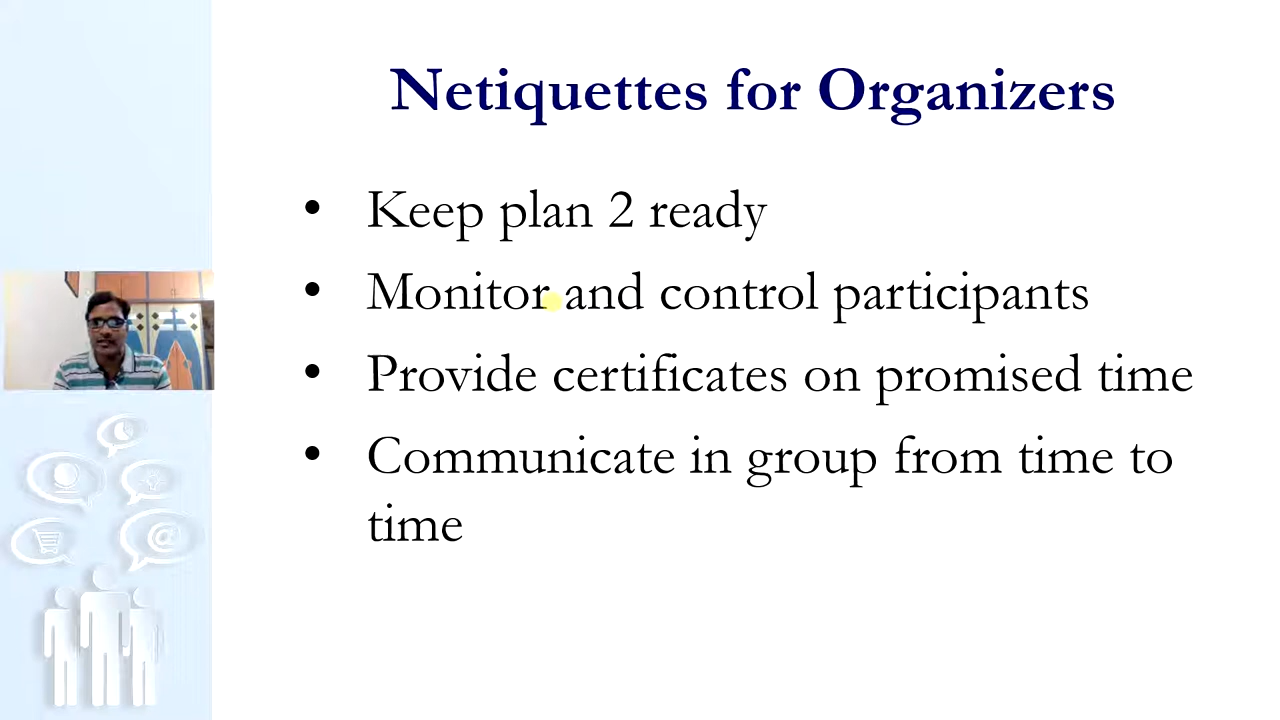 Netiquettes for Organizers
• Keep plan 2 ready
• Monitor and control participants
• Provide certificates on promised time
• Communicate in group from time to
time
@